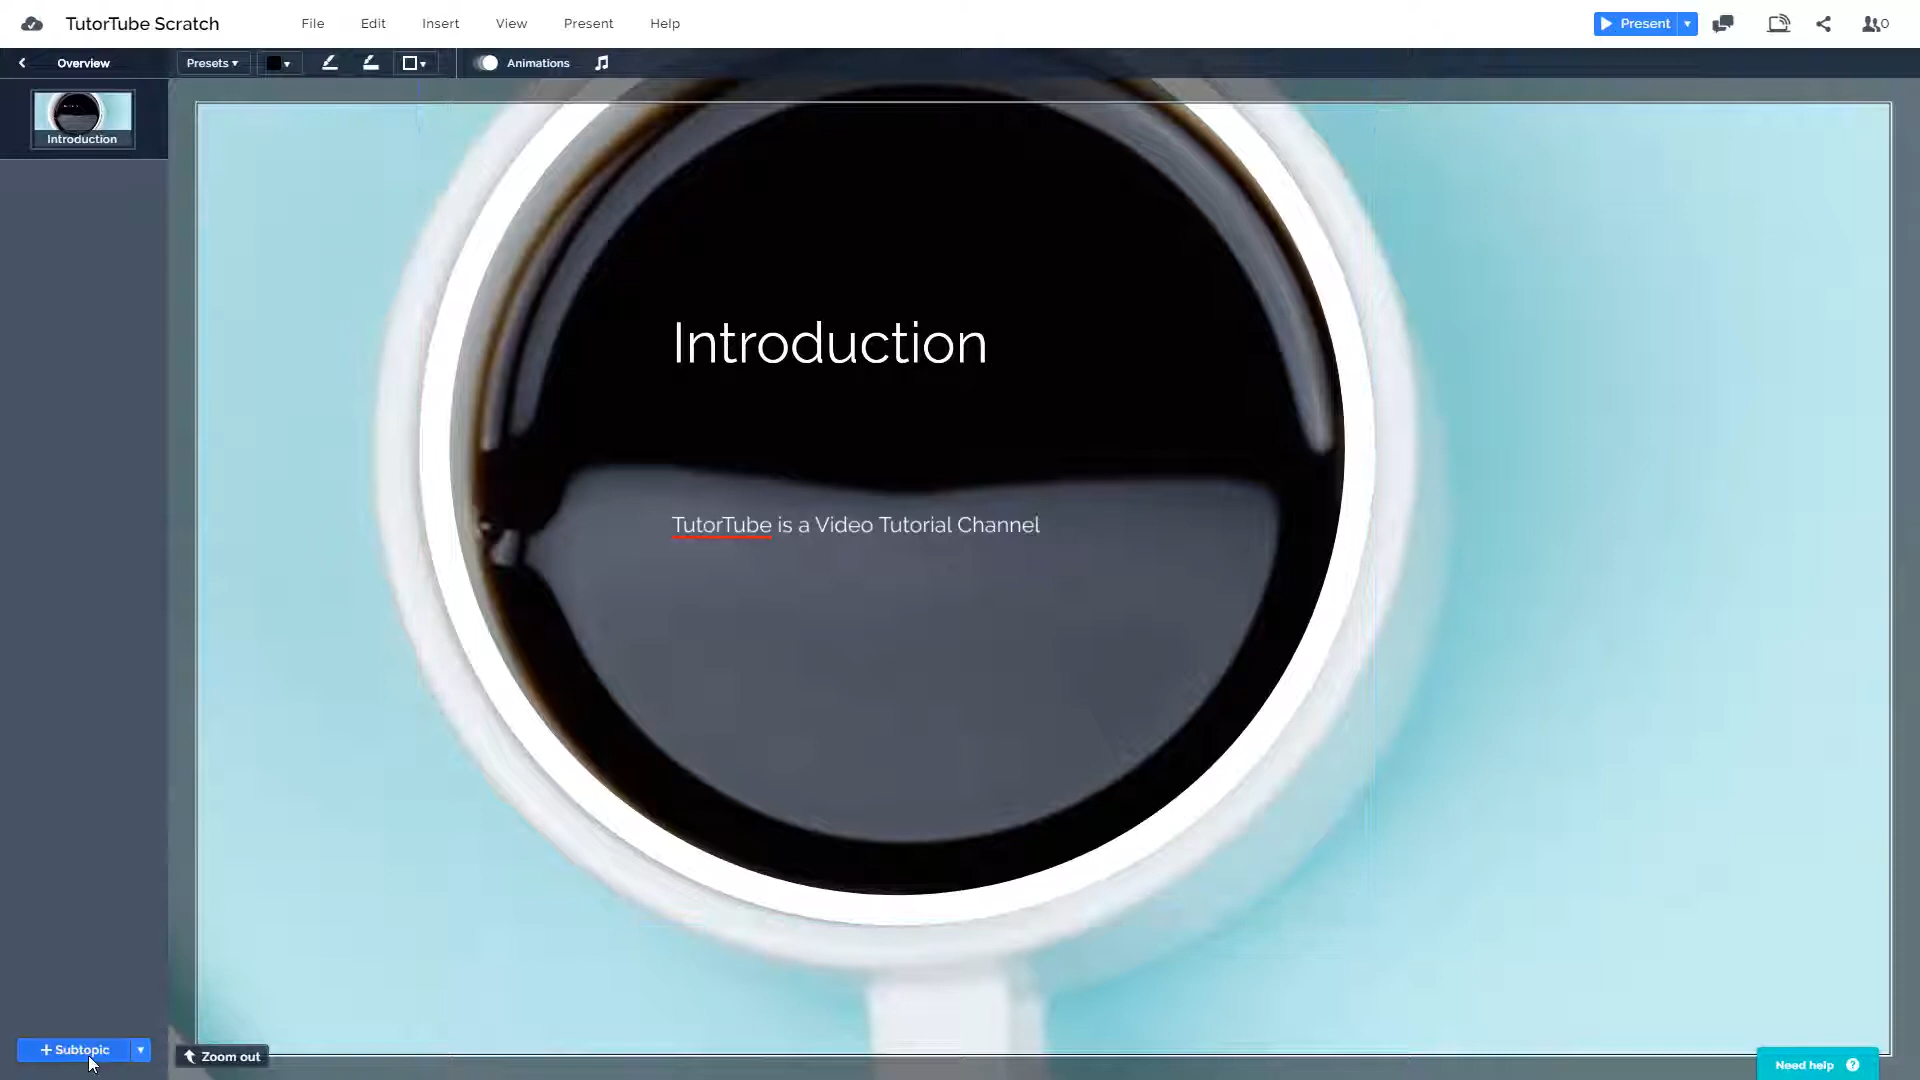 TutorTube Scratch File Edit Insert View Present Help Present 0
Overview Presets Animations
Introduction
Introduction
TutorTube is a Video Tutorial Channel
+ Subtopic Zoom out Need help ?